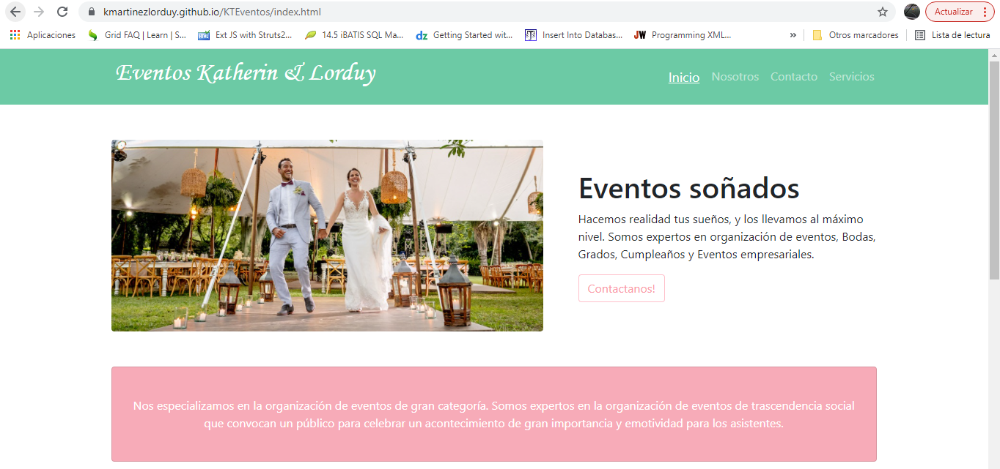 kmartinezlorduy.github.io/KTEventos/index.html
Actualizar
Aplicaciones
Grid FAQ | Learn | S...
Ext JS with Struts2...
14.5 iBATIS SQL Ma...
dz Getting Started wit...
Insert Into Databas...
JW Programming XML...
»
Otros marcadores
Lista de lectura
Eventos Katherin & Lorduy
Inicio Nosotros Contacto Servicios
Eventos soñados
Hacemos realidad tus sueños, y los llevamos al máximo
nivel. Somos expertos en organización de eventos, Bodas,
Grados, Cumpleaños y Eventos empresariales.
Contactanos!
Nos especializamos en la organización de eventos de gran categoría. Somos expertos en la organización de eventos de trascendencia social
que convocan un público para celebrar un acontecimiento de gran importancia y emotividad para los asistentes.